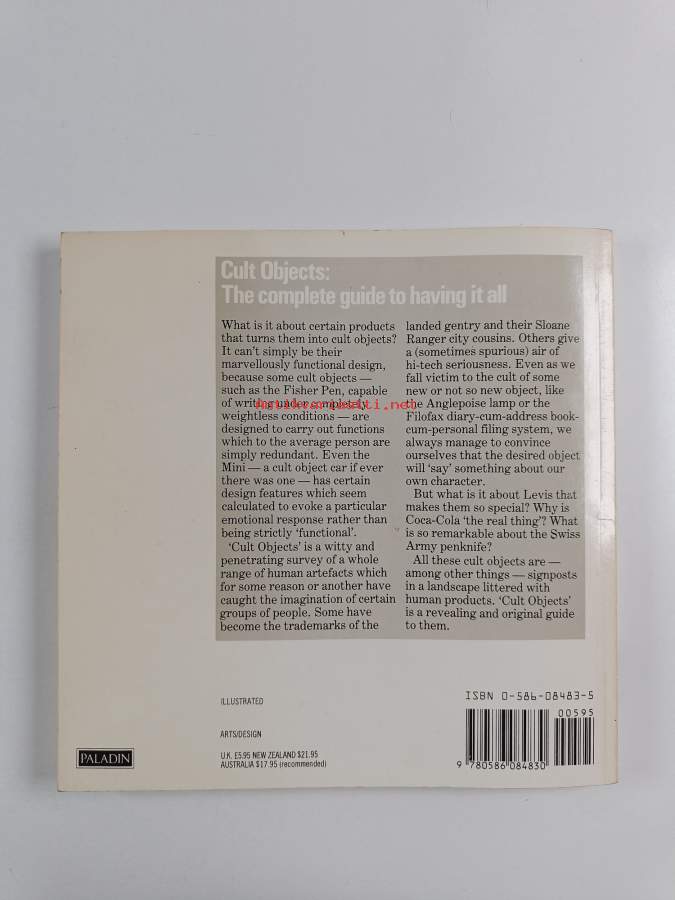 Cult Objects:
The complete guide to having it all
What is it about certain products
that turns them into cult objects?
It can't simply be their
marvellously functional design,
because some cult objects —
such as the Fisher Pen, capable
of writing under completely
weightless conditions — are
designed to carry out functions
which to the average person are
simply redundant. Even the
Mini — a cult object car if ever
there was one — has certain
design features which seem
calculated to evoke a particular
emotional response rather than
being strictly 'functional'.
'Cult Objects' is a witty and
penetrating survey of a whole
range of human artefacts which
for some reason or another have
caught the imagination of certain
groups of people. Some have
become the trademarks of the
landed gentry and their Sloane
Ranger city cousins. Others give
a (sometimes spurious) air of
hi-tech seriousness. Even as we
fall victim to the cult of some
new or not so new object, like
the Anglepoise lamp or the
Filofax diary-cum-address book-
cum-personal filing system, we
always manage to convince
ourselves that the desired object
will 'say' something about our
own character.
But what is it about Levis that
makes them so special? Why is
Coca-Cola 'the real thing'? What
is so remarkable about the Swiss
Army penknife?
All these cult objects are —
among other things — signposts
in a landscape littered with
human products. 'Cult Objects'
is a revealing and original guide
to them.
Antikvariaatti.net
ILLUSTRATED
ARTS/DESIGN
U.K. £5.95 NEW ZEALAND $21.95
AUSTRALIA $17.95 (recommended)
PALADIN
ISBN 0-586-08483-5
00595
9 780586 084830